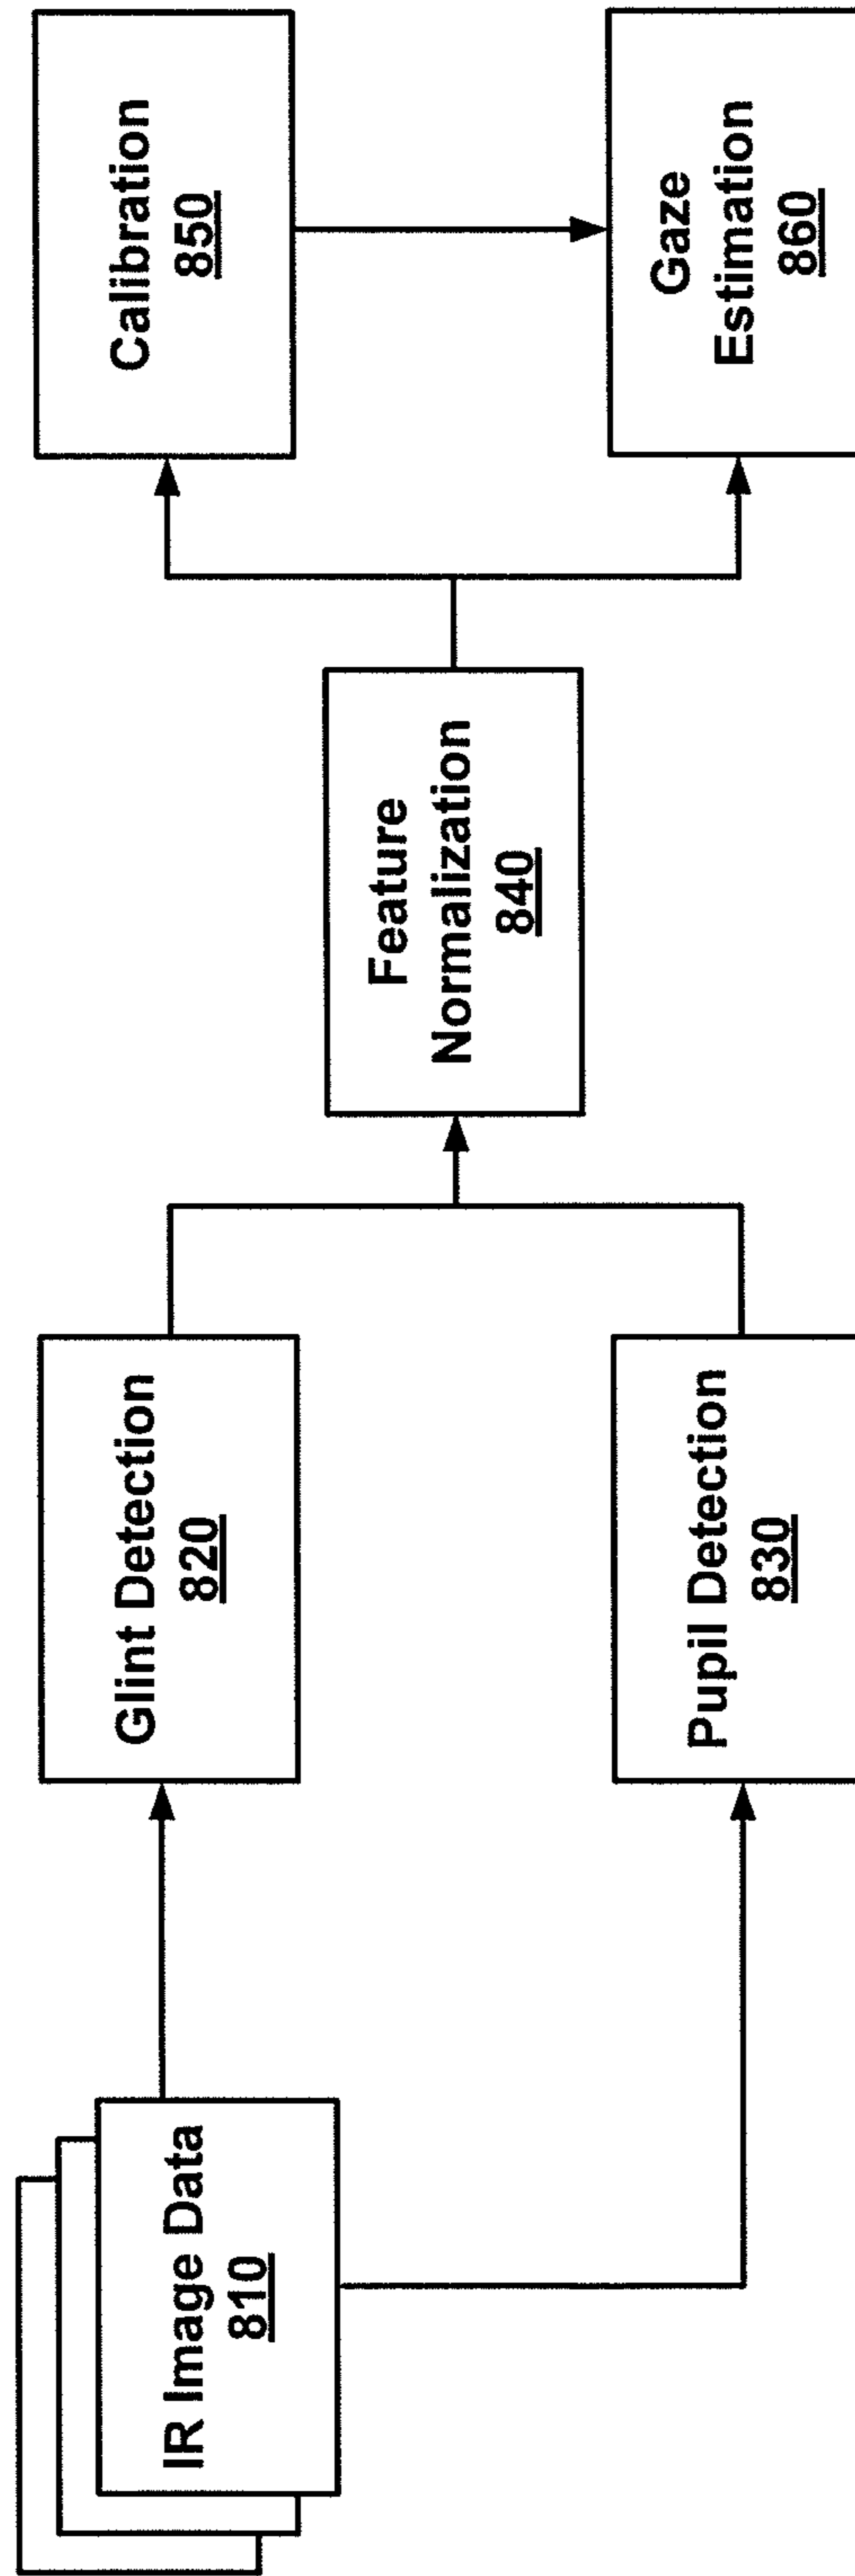 IR Image Data
810
Glint Detection
820
Pupil Detection
830
Feature
Normalization
840
Calibration
850
Gaze
Estimation
860